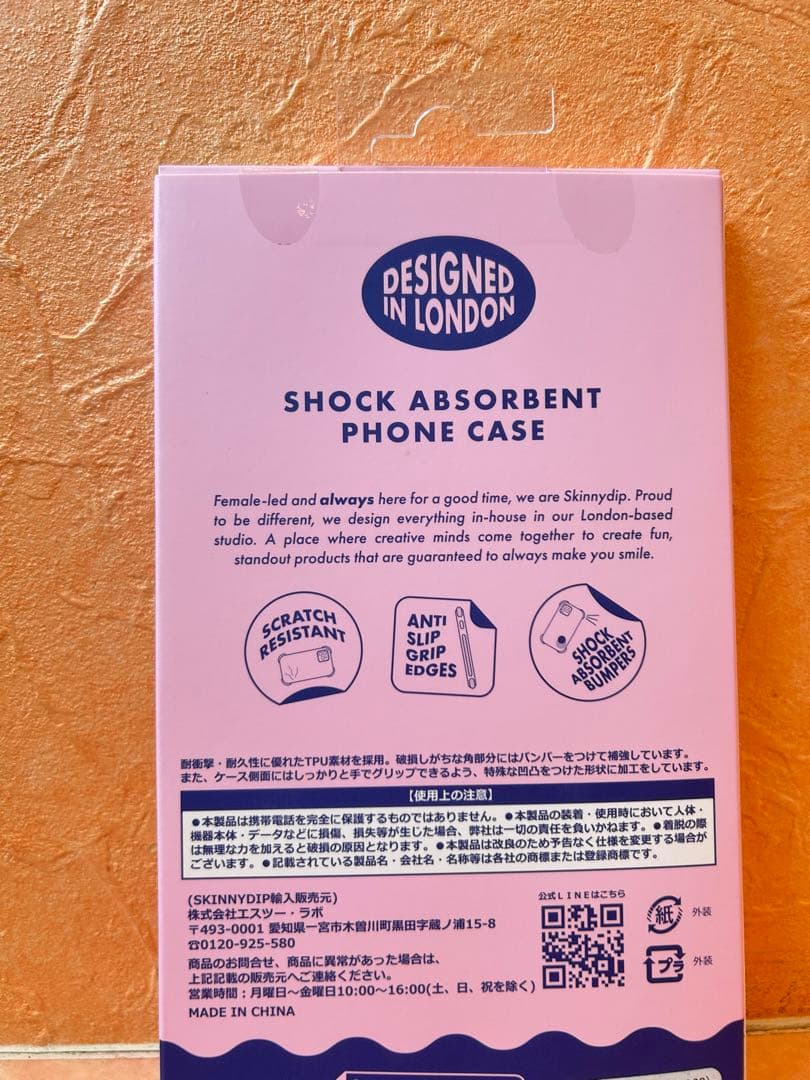 DESIGNED
IN LONDON
SHOCK ABSORBENT
PHONE CASE
Female-led and always here for a good time, we are Skinnydip. Proud
to be different, we design everything in-house in our London-based
studio. A place where creative minds come together to create fun,
standout products that are guaranteed to always make you smile.
SCRATCH
RESISTANT
ANTI
SLIP
GRIP
EDGES
SHOCK
ABSORBENT
BUMPERS
耐衝撃・耐久性に優れたTPU素材を採用。破損しがちな角部分にはバンパーをつけて補強しています。
また、ケース側面にはしっかりと手でグリップできるよう、特殊な凹凸をつけた形状に加工をしています。
【使用上の注意】
●本製品は携帯電話を完全に保護するものではありません。●本製品の装着・使用時において人体・
機器本体・データなどに損傷、損失等が生じた場合、弊社は一切の責任を負いかねます。●着脱の際
は無理な力を加えると破損の原因となります。●本製品は改良のため予告なく仕様を変更する場合が
ございます。●記載されている製品名・会社名・名称等は各社の商標または登録商標です。
(SKINNYDIP輸入販売元)
株式会社エスツー・ラボ
〒493-0001 愛知県一宮市木曽川町黒田字蔵ノ浦15-8
☎0120-925-580
商品のお問合せ、商品に異常があった場合は、
上記記載の販売元へご連絡ください。
営業時間：月曜日～金曜日10:00～16:00(土、日、祝を除く)
MADE IN CHINA
公式LINEはこちら
紙 外装
プラ 外装